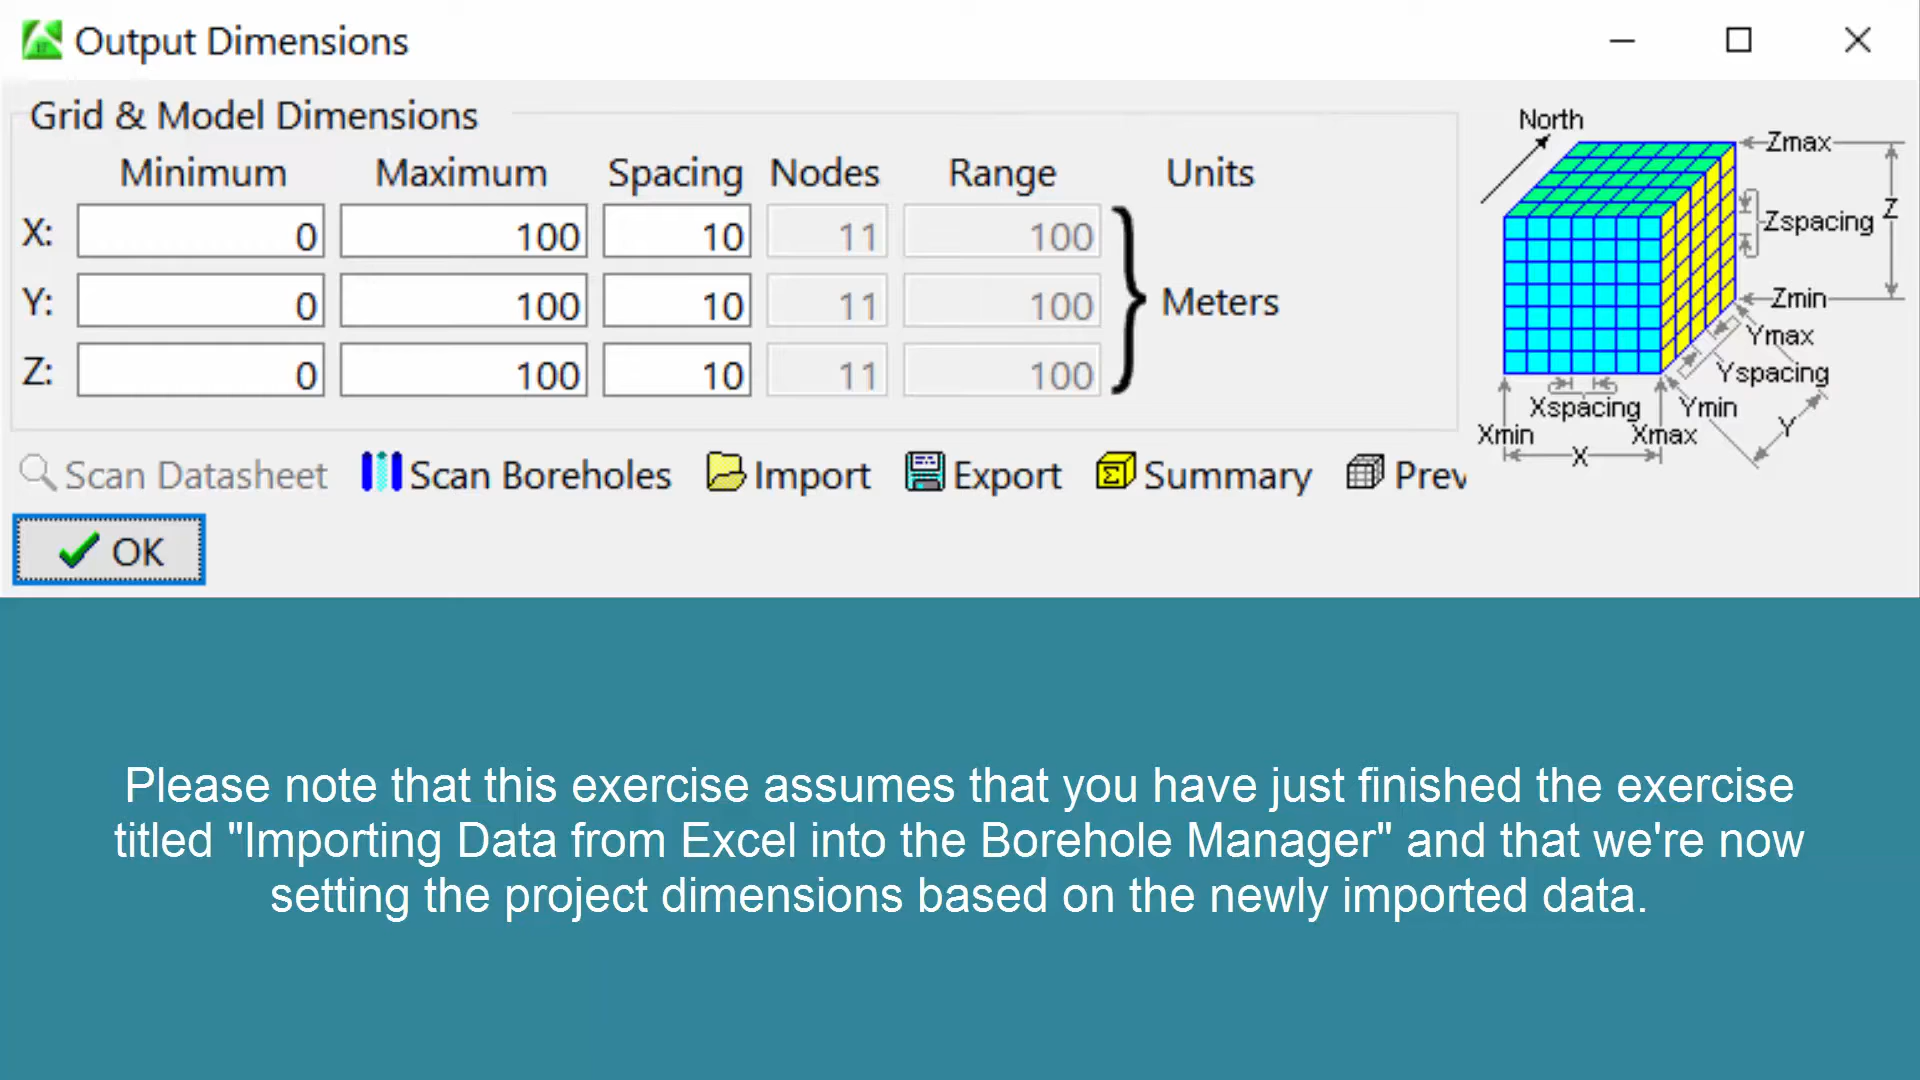 Output Dimensions
Grid & Model Dimensions
Minimum Maximum Spacing Nodes Range Units
X: 0 100 10 11 100
Y: 0 100 10 11 100 Meters
Z: 0 100 10 11 100
North
Zmax
Z
Zspacing
Zmin
Ymax
Yspacing
Xspacing Ymin
Y
Xmin Xmax
X
Scan Datasheet Scan Boreholes Import Export Summary Prev
OK
Please note that this exercise assumes that you have just finished the exercise
titled "Importing Data from Excel into the Borehole Manager" and that we're now
setting the project dimensions based on the newly imported data.